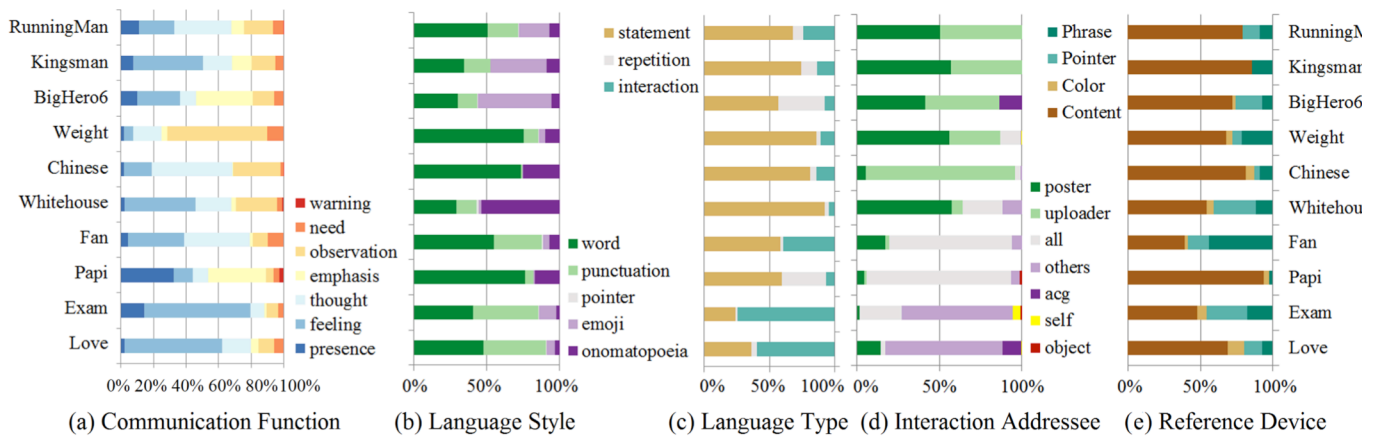 RunningMan
Kingsman
BigHero6
Weight
Chinese
Whitehouse
Fan
Papi
Exam
Love
warning
need
observation
emphasis
thought
feeling
presence
0% 20% 40% 60% 80% 100%
(a) Communication Function
word
punctuation
pointer
emoji
onomatopoeia
0% 50% 100%
(b) Language Style
statement
repetition
interaction
0% 50% 100%
(c) Language Type
poster
uploader
all
others
acg
self
object
0% 50% 100%
(d) Interaction Addressee
Phrase
Pointer
Color
Content
RunningM
Kingsman
BigHero6
Weight
Chinese
Whitehou
Fan
Papi
Exam
Love
0% 50% 100%
(e) Reference Device